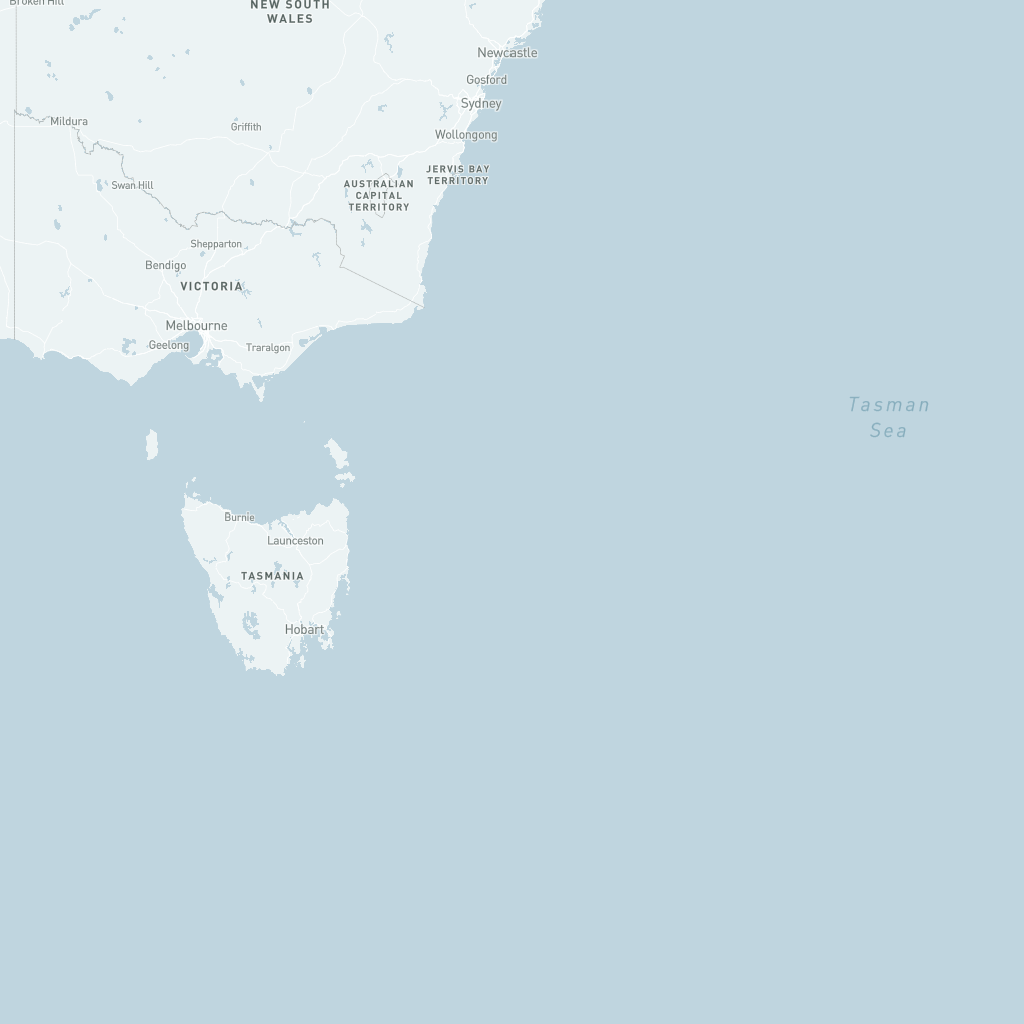 Broken Hill
NEW SOUTH
WALES
Newcastle
Gosford
Sydney
Mildura
Griffith
Wollongong
JERVIS BAY
TERRITORY
Swan Hill
AUSTRALIAN
CAPITAL
TERRITORY
Shepparton
Bendigo
VICTORIA
Melbourne
Geelong
Traralgon
Tasman
Sea
Burnie
Launceston
TASMANIA
Hobart